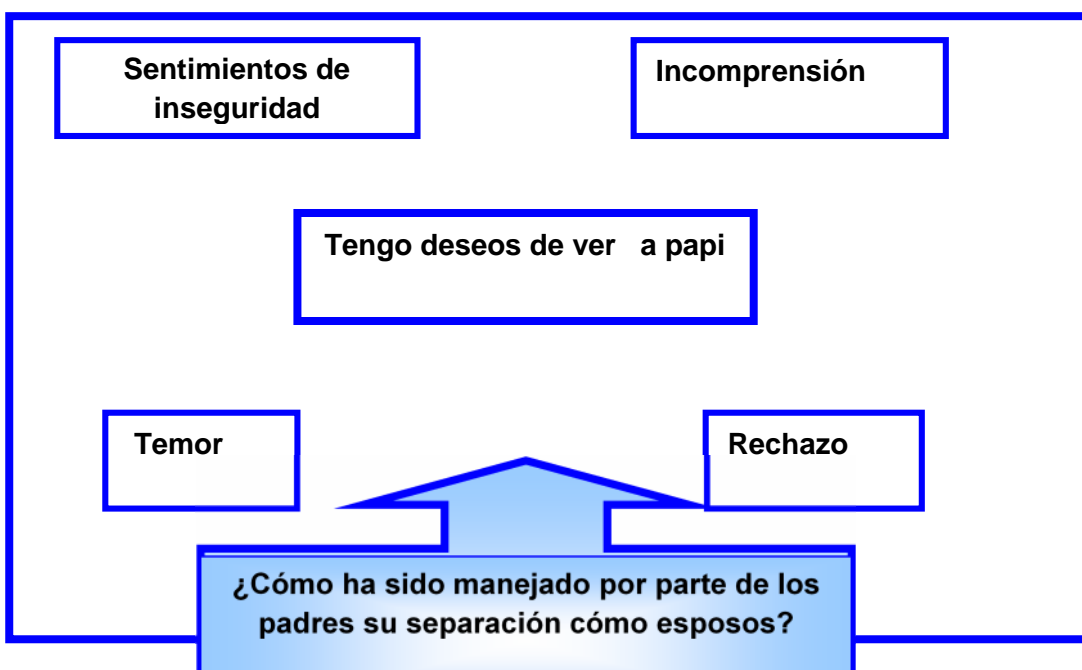 Sentimientos de
inseguridad
Incomprensión
Tengo deseos de ver a papi
Temor
Rechazo
¿Cómo ha sido manejado por parte de los
padres su separación cómo esposos?